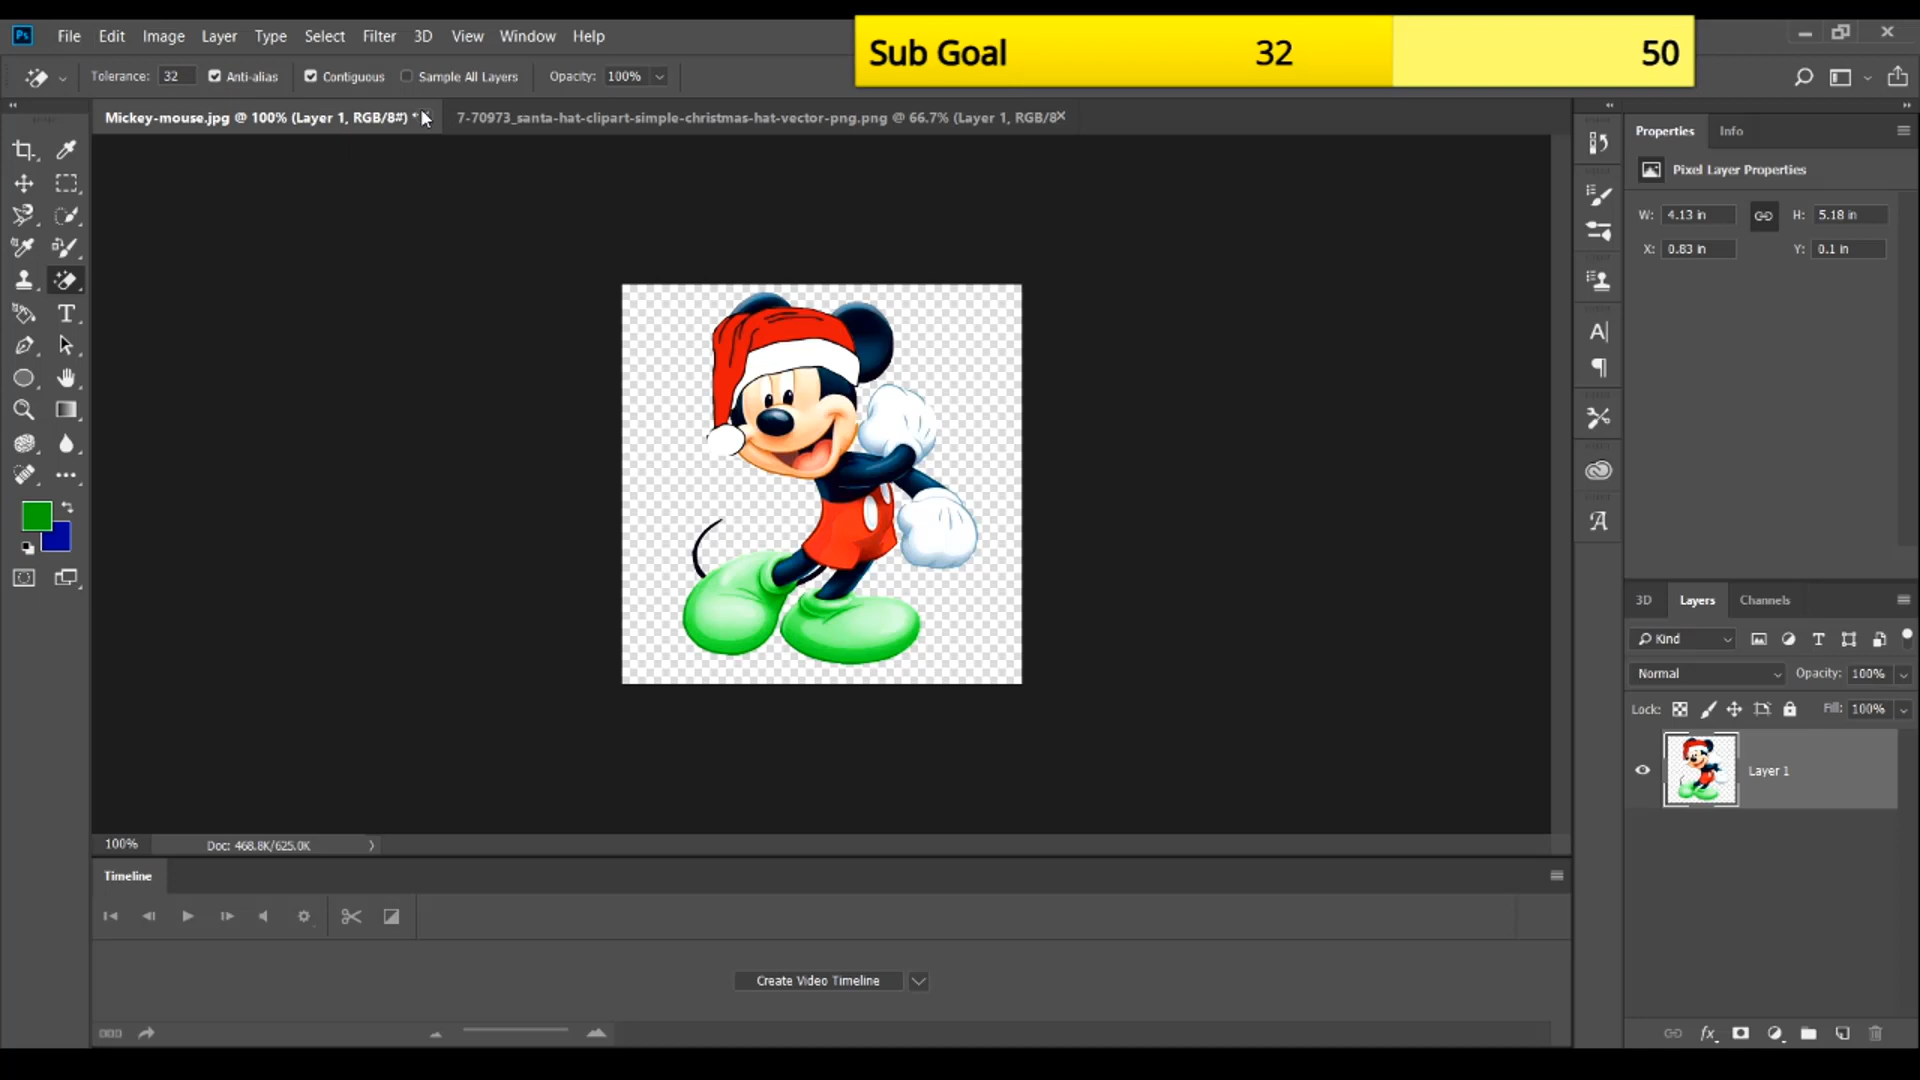 Ps File Edit Image Layer Type Select Filter 3D View Window Help
Sub Goal 32 50
Tolerance: 32 Anti-alias Contiguous Sample All Layers Opacity: 100%
Mickey-mouse.jpg @ 100% (Layer 1, RGB/8#) *
7-70973_santa-hat-clipart-simple-christmas-hat-vector-png.png @ 66.7% (Layer 1, RGB/8
Properties Info
Pixel Layer Properties
W: 4.13 in H: 5.18 in
X: 0.83 in Y: 0.1 in
3D Layers Channels
Kind
Normal Opacity: 100%
Lock: Fill: 100%
Layer 1
100% Doc: 468.8K/625.0K
Timeline
Create Video Timeline
fx